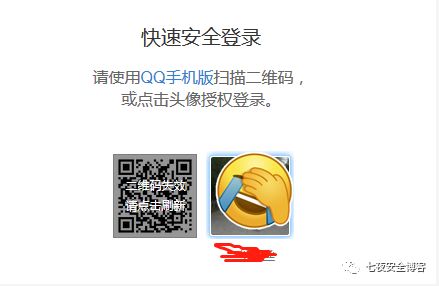 快速安全登录
请使用QQ手机版扫描二维码，
或点击头像授权登录。
二维码失效
请点击刷新
七夜安全博客